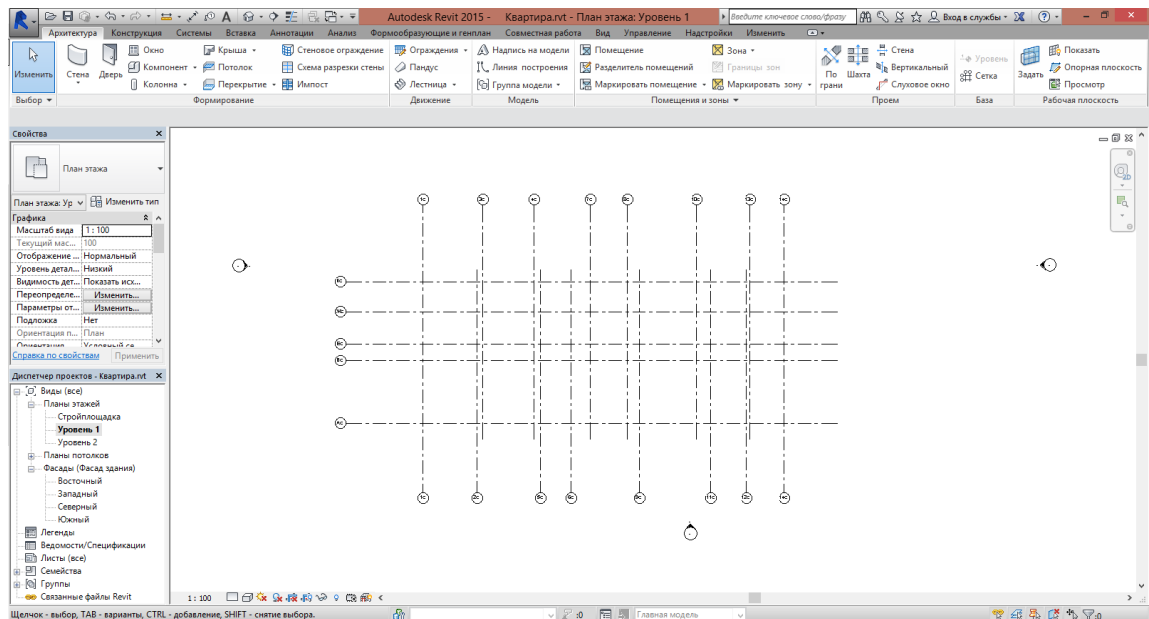 Autodesk Revit 2015 - Квартира.rvt - План этажа: Уровень 1
Введите ключевое слово/фразу
Вход в службы
Архитектура Конструкция Системы Вставка Аннотации Анализ Формообразующие и генплан Совместная работа Вид Управление Надстройки Изменить
Изменить
Стена
Дверь
Окно
Компонент
Колонна
Крыша
Потолок
Перекрытие
Стеновое ограждение
Схема разрезки стены
Импост
Ограждения
Пандус
Лестница
Надпись на модели
Линия построения
Группа модели
Помещение
Разделитель помещений
Маркировать помещение
Зона
Границы зон
Маркировать зону
По грани
Шахта
Стена
Вертикальный
Слуховое окно
Уровень
Сетка
Задать
Показать
Опорная плоскость
Просмотр
Выбор Формирование Движение Модель Помещения и зоны Проем База Рабочая плоскость
Свойства
План этажа
План этажа: Ур Изменить тип
Графика
Масштаб вида 1 : 100
Текущий мас... 100
Отображение ... Нормальный
Уровень детал... Низкий
Видимость дет... Показать исх...
Переопределе... Изменить...
Параметры от... Изменить...
Подложка Нет
Ориентация п... План
Справка по свойствам Применить
Диспетчер проектов - Квартира.rvt
Виды (все)
Планы этажей
Стройплощадка
Уровень 1
Уровень 2
Планы потолков
Фасады (Фасад здания)
Восточный
Западный
Северный
Южный
Легенды
Ведомости/Спецификации
Листы (все)
Семейства
Группы
Связанные файлы Revit
2D
1 : 100
Щелчок - выбор, TAB - варианты, CTRL - добавление, SHIFT - снятие выбора.
:0
Главная модель
:0